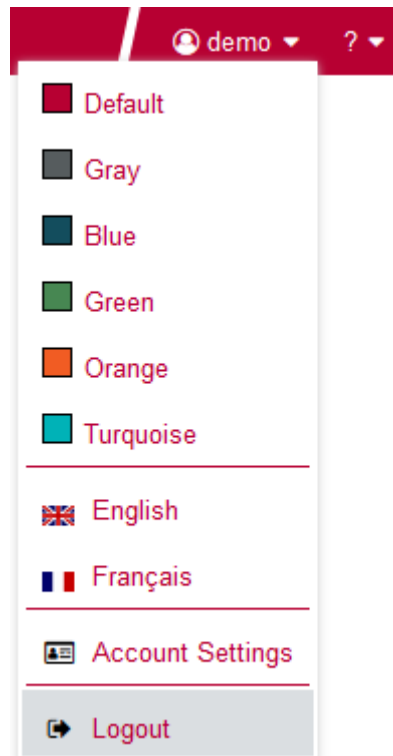 demo ?
Default
Gray
Blue
Green
Orange
Turquoise
English
Français
Account Settings
Logout